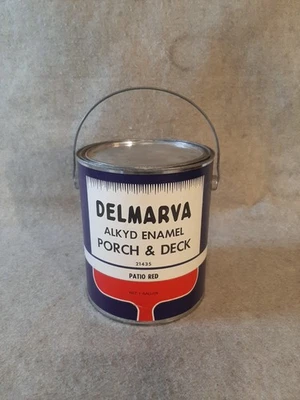 DELMARVA
ALKYD ENAMEL
PORCH & DECK
21435
PATIO RED